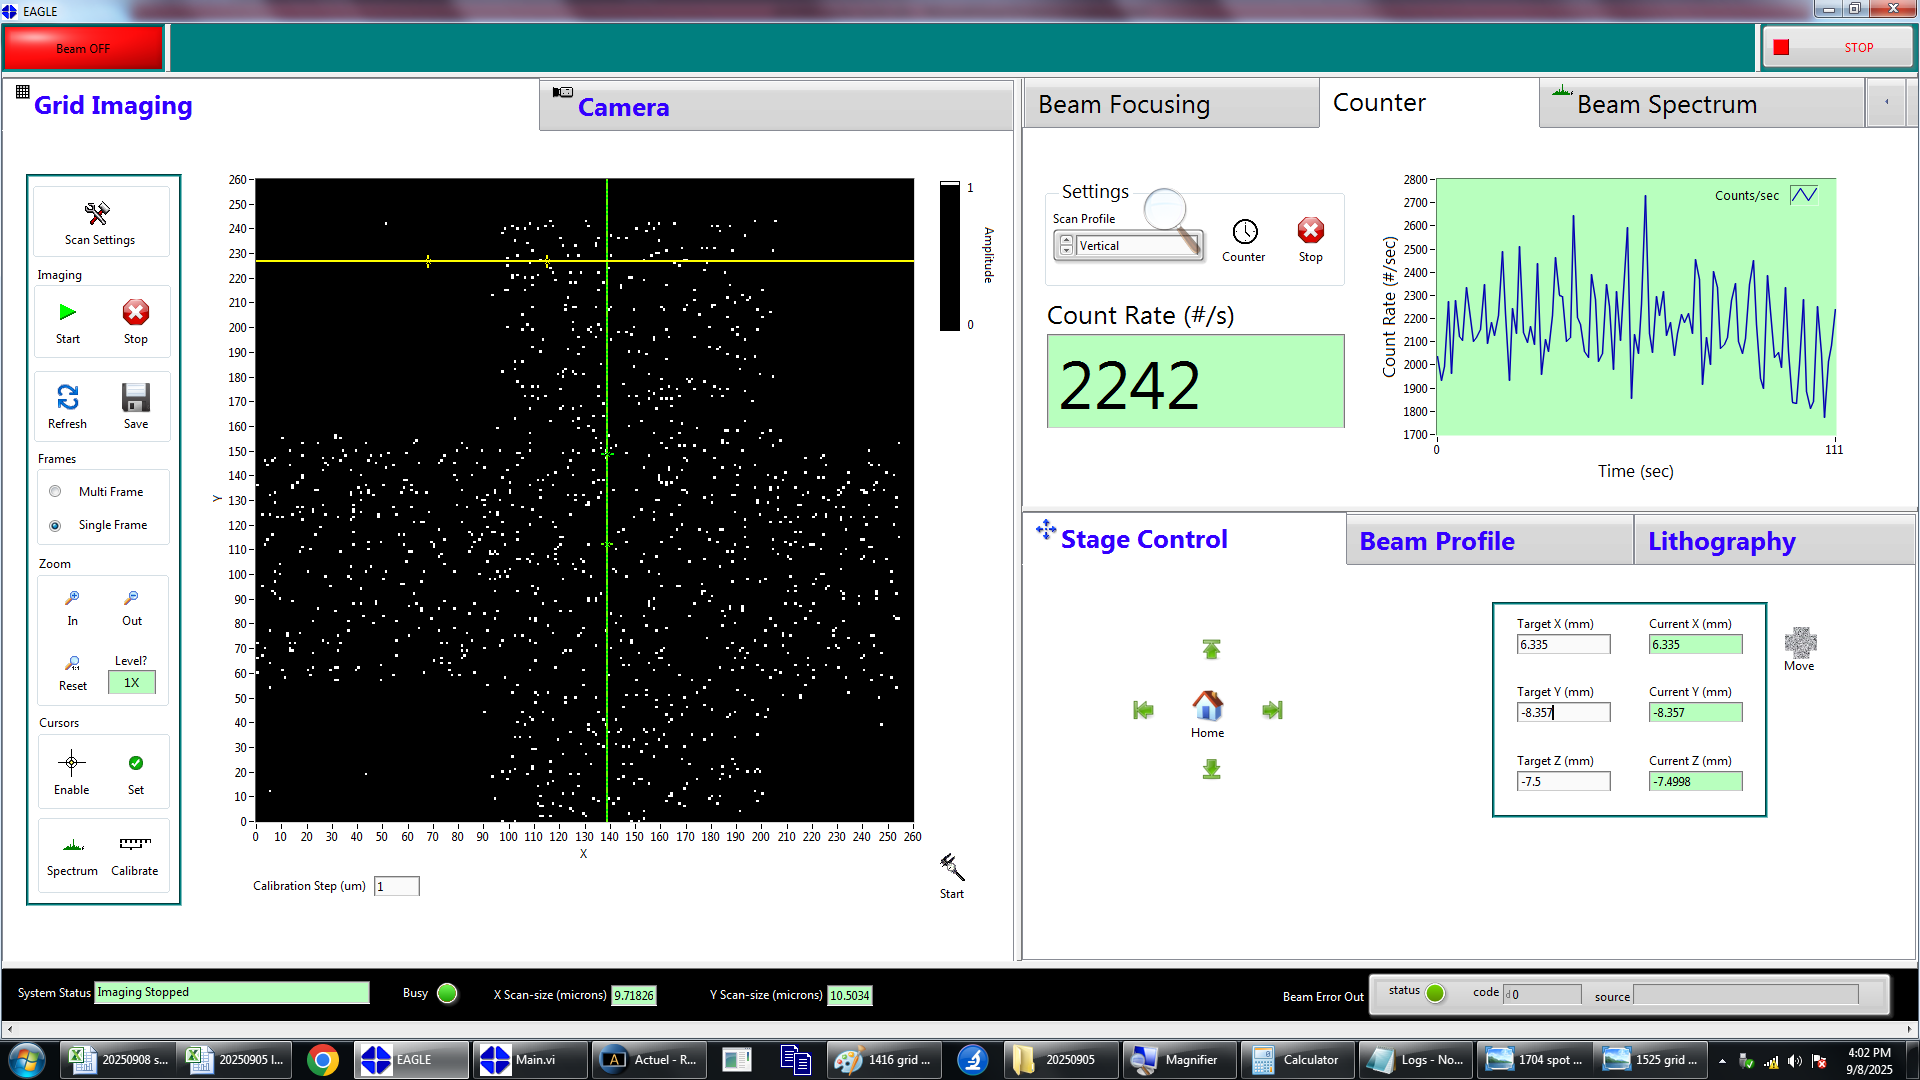 EAGLE
Beam OFF
STOP
Grid Imaging
Camera
Beam Focusing
Counter
Beam Spectrum
Scan Settings
Imaging
Start
Stop
Refresh
Save
Frames
Multi Frame
Single Frame
Zoom
In
Out
Reset
Level?
1X
Cursors
Enable
Set
Spectrum
Calibrate
260
250
240
230
220
210
200
190
180
170
160
150
140
130
120
110
100
90
80
70
60
50
40
30
20
10
0
Y
0 10 20 30 40 50 60 70 80 90 100 110 120 130 140 150 160 170 180 190 200 210 220 230 240 250 260
X
1
Amplitude
0
Calibration Step (um) 1
Start
Settings
Scan Profile
Vertical
Counter
Stop
Count Rate (#/s)
2242
Counts/sec
Count Rate (#/sec)
2800
2700
2600
2500
2400
2300
2200
2100
2000
1900
1800
1700
0 111
Time (sec)
Stage Control
Beam Profile
Lithography
Home
Target X (mm) Current X (mm)
6.335 6.335
Move
Target Y (mm) Current Y (mm)
-8.357 -8.357
Target Z (mm) Current Z (mm)
-7.5 -7.4998
System Status Imaging Stopped
Busy
X Scan-size (microns) 9.71826
Y Scan-size (microns) 10.5034
Beam Error Out
status
code d 0
source
20250908 s...
20250905 l...
EAGLE
Main.vi
Actuel - R...
1416 grid ...
20250905
Magnifier
Calculator
Logs - No...
1704 spot ...
1525 grid ...
4:02 PM
9/8/2025